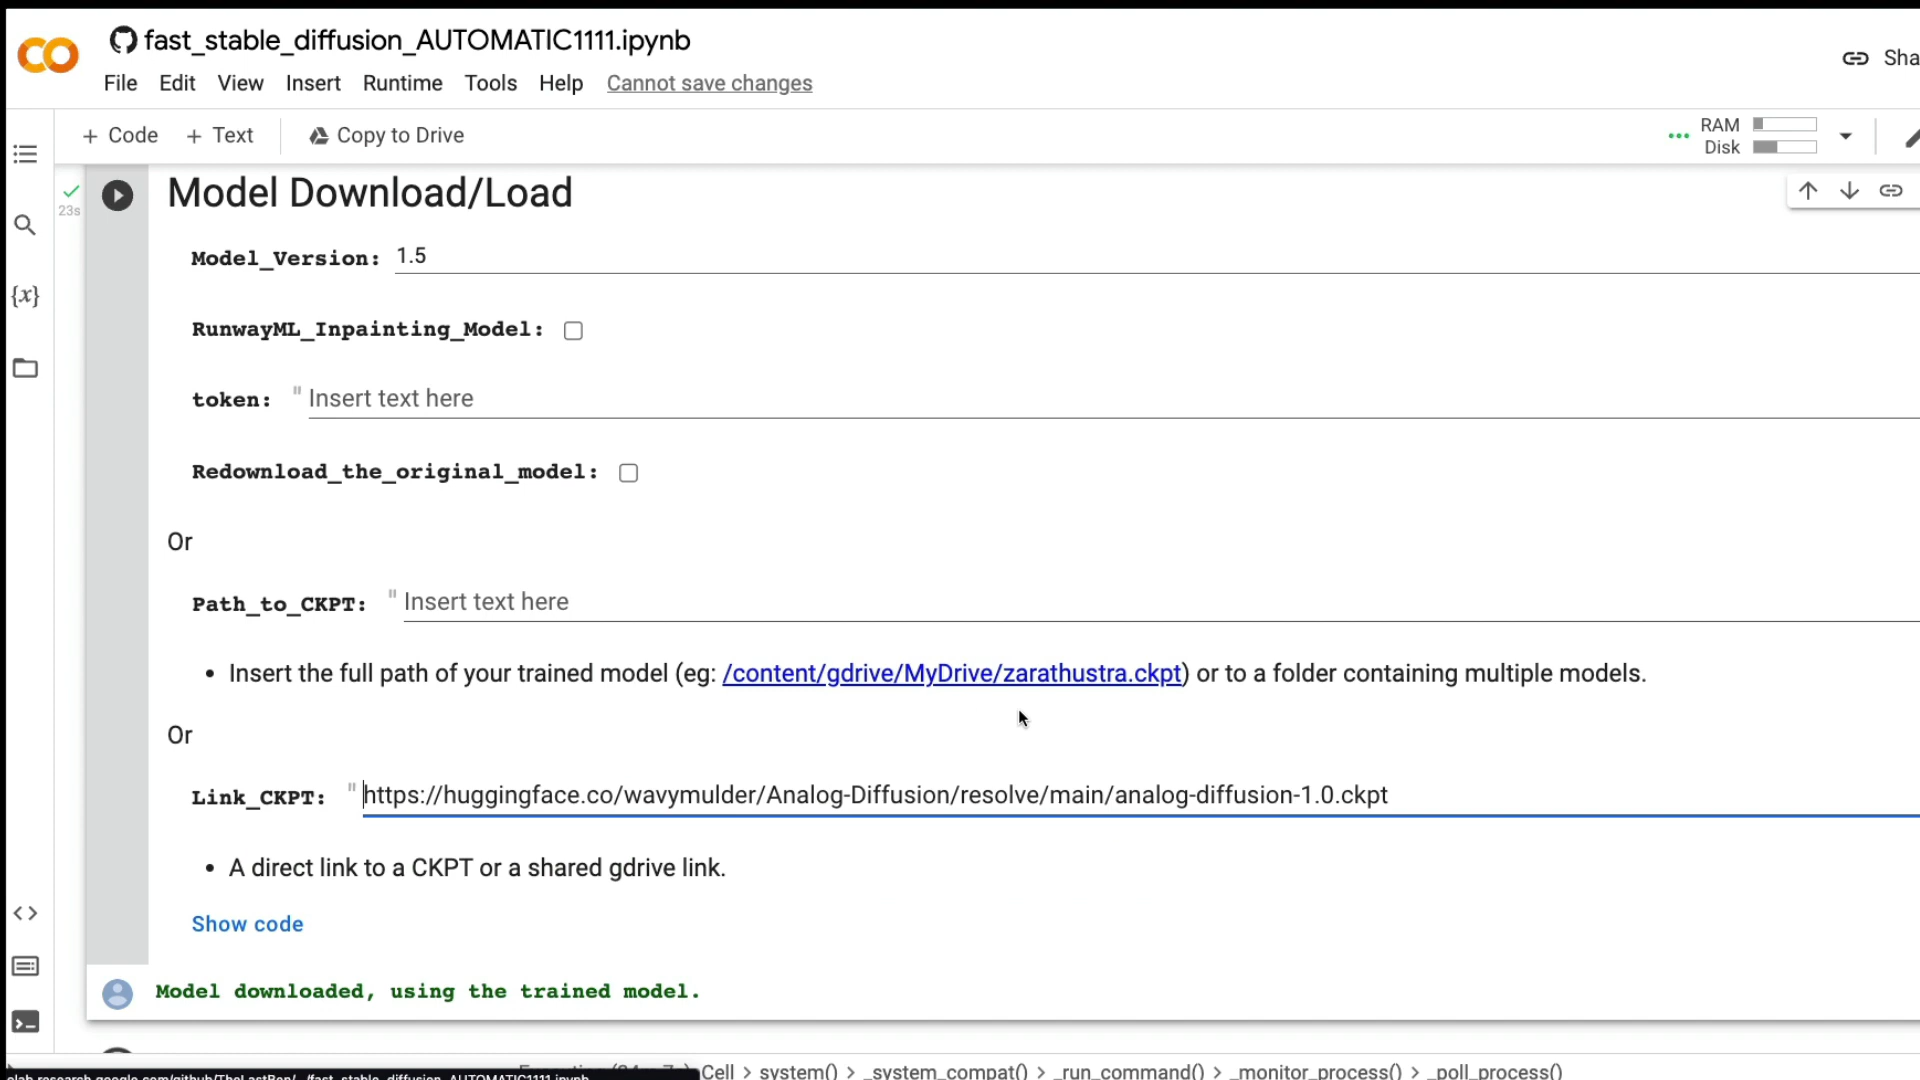 fast_stable_diffusion_AUTOMATIC1111.ipynb
File Edit View Insert Runtime Tools Help Cannot save changes
Sha
+ Code + Text Copy to Drive
RAM
Disk
23s
Model Download/Load
Model_Version: 1.5
RunwayML_Inpainting_Model:
token: " Insert text here
Redownload_the_original_model:
Or
Path_to_CKPT: " Insert text here
• Insert the full path of your trained model (eg: /content/gdrive/MyDrive/zarathustra.ckpt) or to a folder containing multiple models.
Or
Link_CKPT: " https://huggingface.co/wavymulder/Analog-Diffusion/resolve/main/analog-diffusion-1.0.ckpt
• A direct link to a CKPT or a shared gdrive link.
Show code
Model downloaded, using the trained model.
Cell > system() > _system_compat() > _run_command() > _monitor_process() > _poll_process()